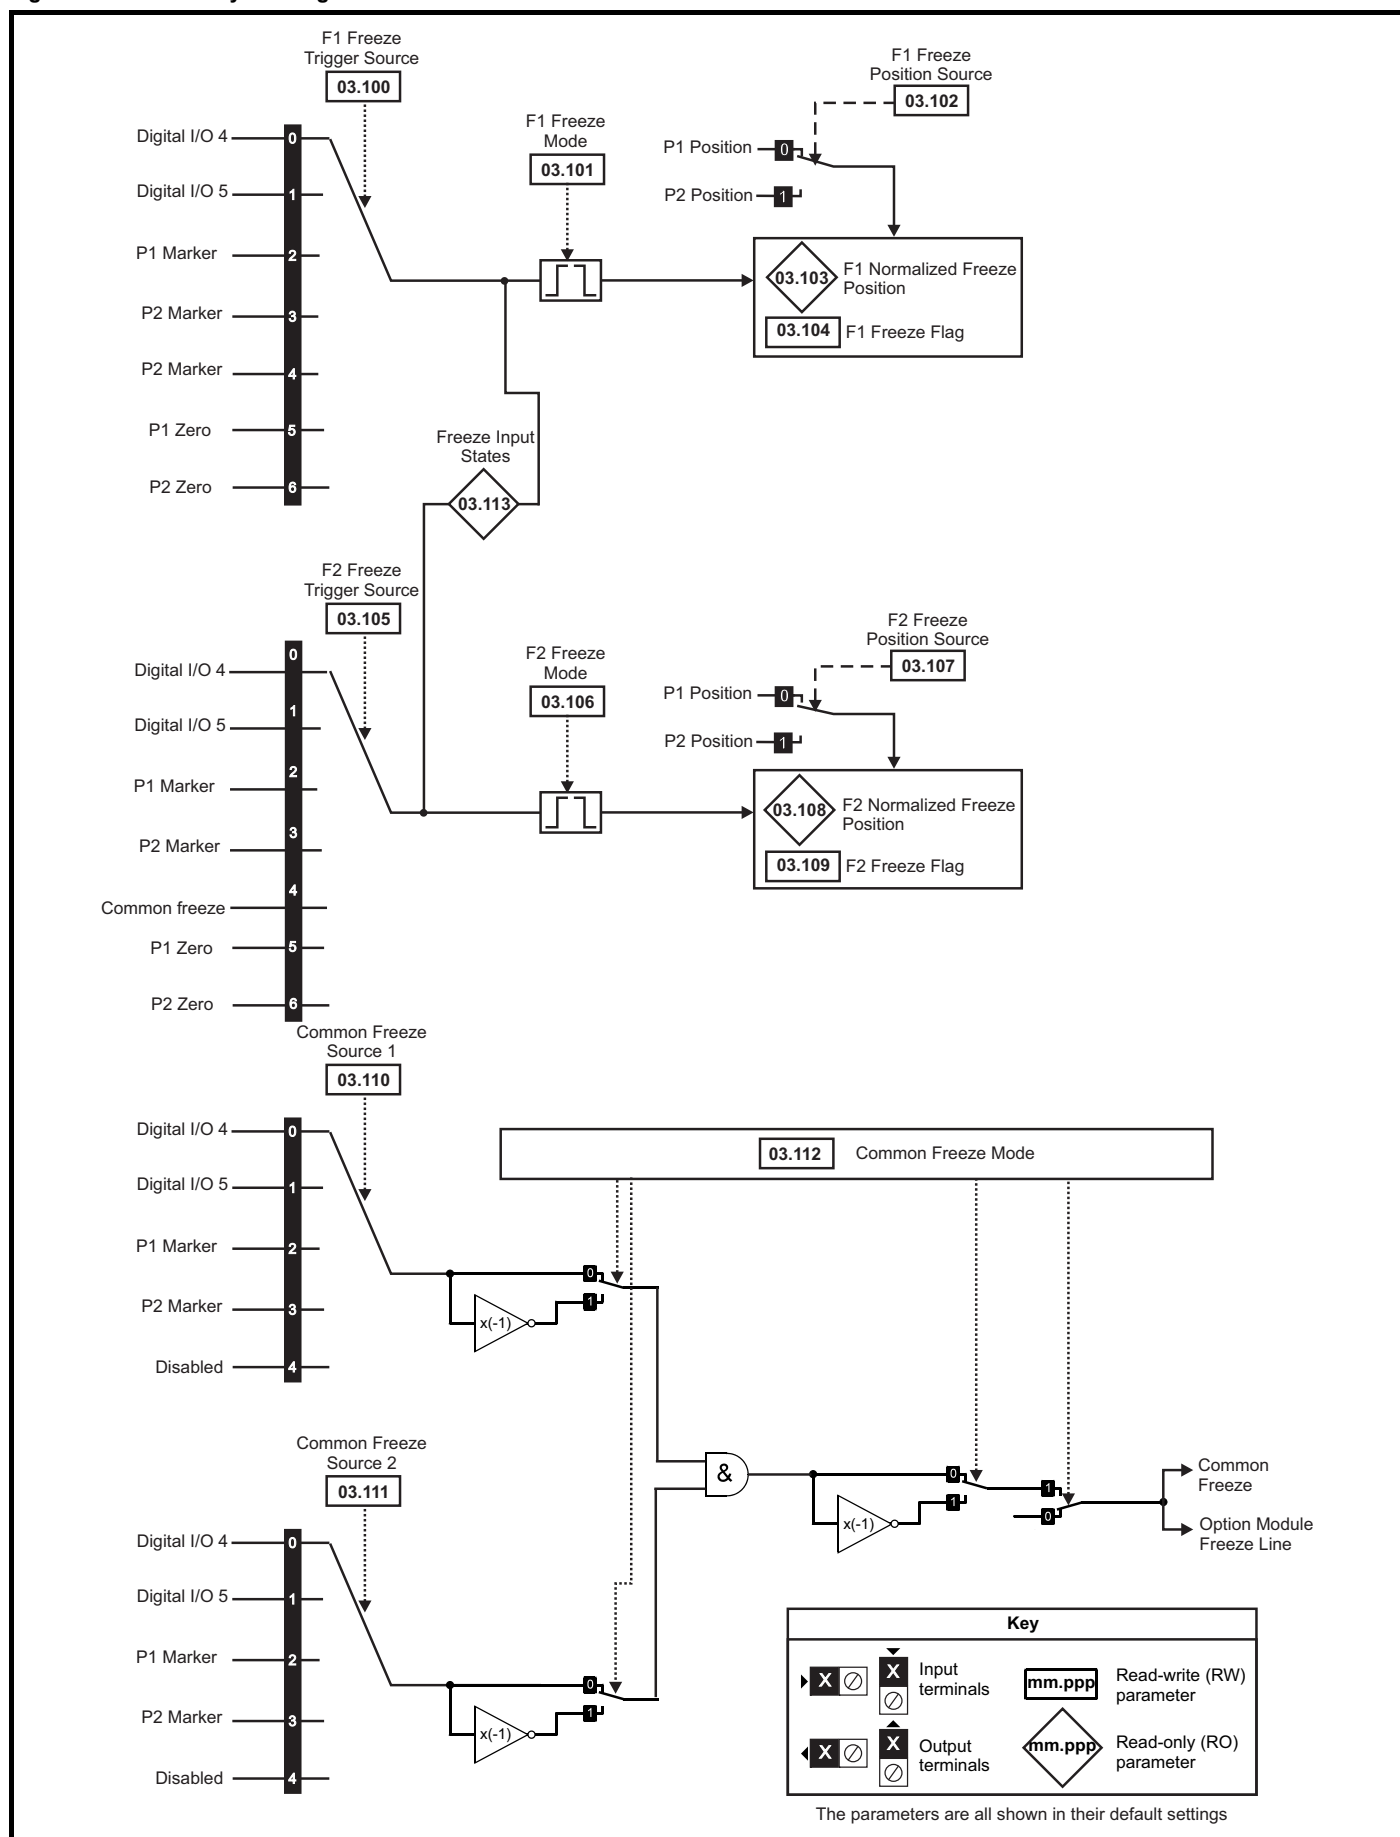 F1 Freeze
Trigger Source
03.100
F1 Freeze
Position Source
03.102
F1 Freeze
Mode
03.101
Digital I/O 4
0
Digital I/O 5
1
P1 Marker
2
P2 Marker
3
P2 Marker
4
P1 Zero
5
P2 Zero
6
P1 Position
0
P2 Position
1
03.103
F1 Normalized Freeze
Position
03.104
F1 Freeze Flag
Freeze Input
States
03.113
F2 Freeze
Trigger Source
03.105
F2 Freeze
Position Source
03.107
F2 Freeze
Mode
03.106
0
Digital I/O 4
1
Digital I/O 5
2
P1 Marker
3
P2 Marker
4
Common freeze
P1 Zero
5
P2 Zero
6
P1 Position
0
P2 Position
1
03.108
F2 Normalized Freeze
Position
03.109
F2 Freeze Flag
Common Freeze
Source 1
03.110
Digital I/O 4
0
Digital I/O 5
1
P1 Marker
2
P2 Marker
3
Disabled
4
03.112
Common Freeze Mode
0
1
x(-1)
Common Freeze
Source 2
03.111
Digital I/O 4
0
Digital I/O 5
1
P1 Marker
2
P2 Marker
3
Disabled
4
0
1
x(-1)
&
0
1
x(-1)
1
0
Common
Freeze
Option Module
Freeze Line
Key
X
X
Input
terminals
mm.ppp
Read-write (RW)
parameter
X
X
Output
terminals
mm.ppp
Read-only (RO)
parameter
The parameters are all shown in their default settings